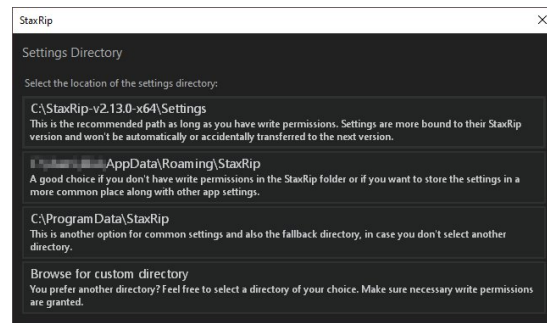 StaxRip
Settings Directory
Select the location of the settings directory:
C:\StaxRip-v2.13.0-x64\Settings
This is the recommended path as long as you have write permissions. Settings are more bound to their StaxRip
version and won't be automatically or accidentally transferred to the next version.
AppData\Roaming\StaxRip
A good choice if you don't have write permissions in the StaxRip folder or if you want to store the settings in a
more common place along with other app settings.
C:\ProgramData\StaxRip
This is another option for common settings and also the fallback directory, in case you don't select another
directory.
Browse for custom directory
You prefer another directory? Feel free to select a directory of your choice. Make sure necessary write permissions
are granted.